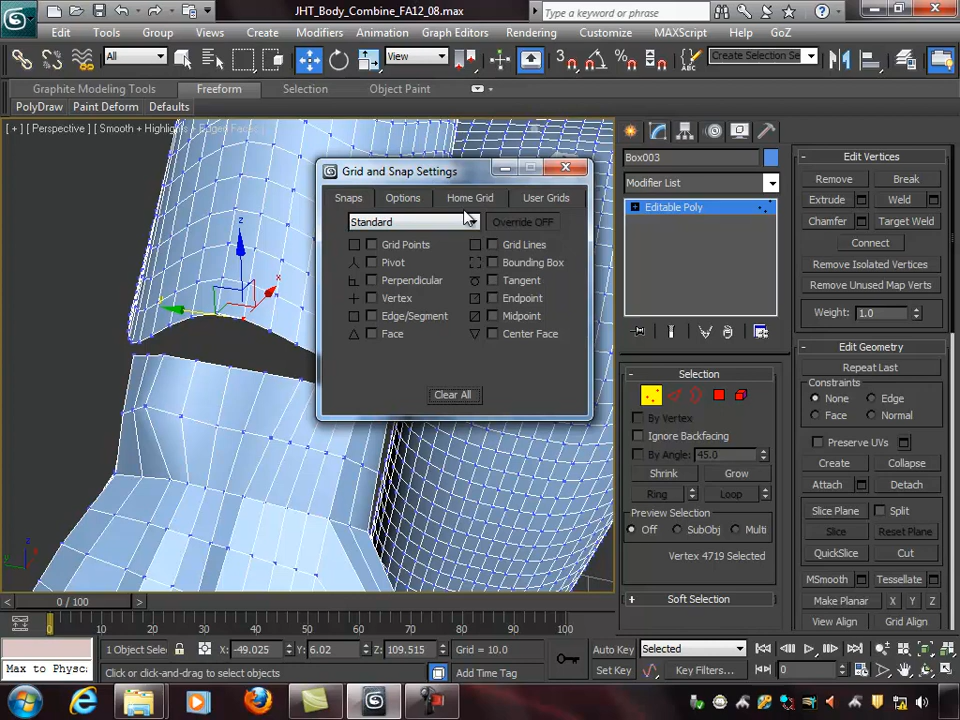 JHT_Body_Combine_FA12_08.max
Type a keyword or phrase
Edit Tools Group Views Create Modifiers Animation Graph Editors Rendering Customize MAXScript Help GoZ
All View Create Selection Se
Graphite Modeling Tools Freeform Selection Object Paint
PolyDraw Paint Deform Defaults
[ + ] [ Perspective ] [ Smooth + Highlights + Edged Faces ]
Grid and Snap Settings
Snaps Options Home Grid User Grids
Standard Override OFF
Grid Points Grid Lines
Pivot Bounding Box
Perpendicular Tangent
Vertex Endpoint
Edge/Segment Midpoint
Face Center Face
Clear All
Box003
Modifier List
Editable Poly
Selection
By Vertex
Ignore Backfacing
By Angle: 45.0
Shrink Grow
Ring Loop
Preview Selection
Off SubObj Multi
Vertex 4719 Selected
Soft Selection
Edit Vertices
Remove Break
Extrude Weld
Chamfer Target Weld
Connect
Remove Isolated Vertices
Remove Unused Map Verts
Weight: 1.0
Edit Geometry
Repeat Last
Constraints
None Edge
Face Normal
Preserve UVs
Create Collapse
Attach Detach
Slice Plane Split
Slice Reset Plane
QuickSlice Cut
MSmooth Tessellate
Make Planar X Y Z
View Align Grid Align
0 / 100
0 10 20 30 40 50 60 70 80 90 100
1 Object Selec X: -49.025 Y: 6.02 Z: 109.515 Grid = 10.0 Auto Key Selected
Max to Physc Click or click-and-drag to select objects Add Time Tag Set Key Key Filters... 0
z
x
y